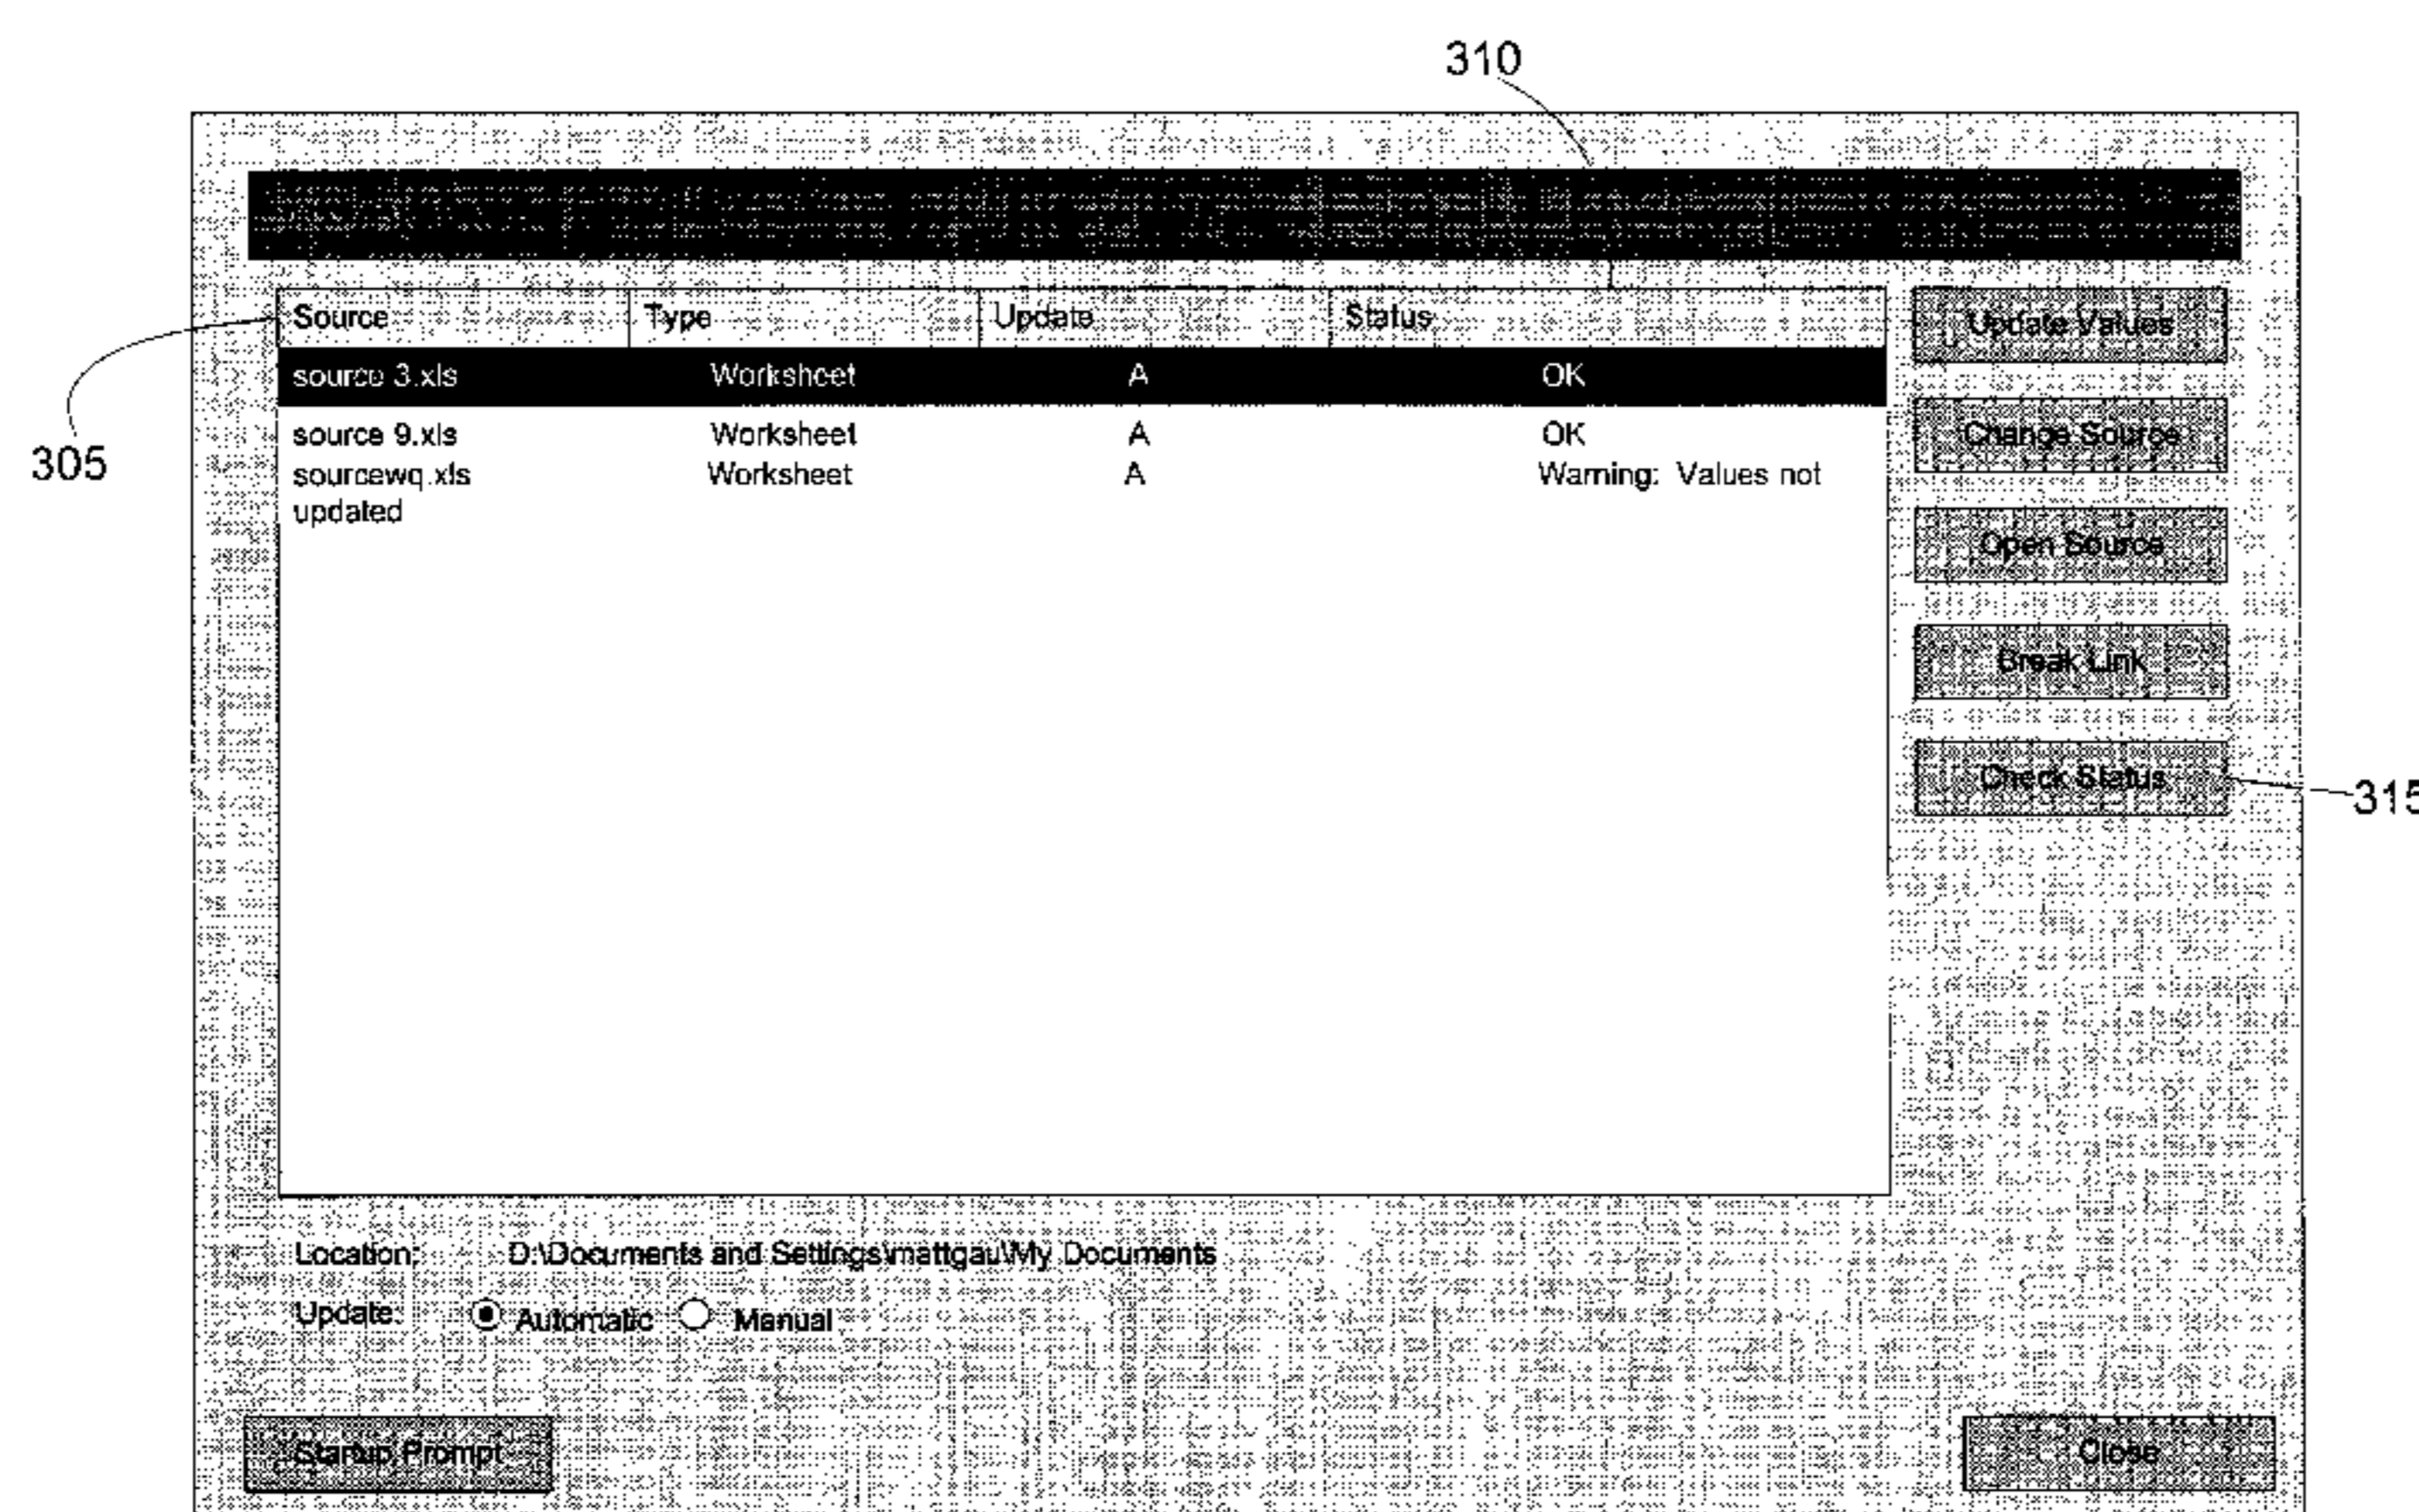 310
Source Type Update Status
Update Values
source 3.xls Worksheet A OK
Change Source
source 9.xls Worksheet A OK
305
sourcewq.xls Worksheet A Warning: Values not
updated
Open Source
Break Link
Check Status
315
Location: D:\Documents and Settings\mattgau\My Documents
Update: Automatic Manual
Startup Prompt
Close